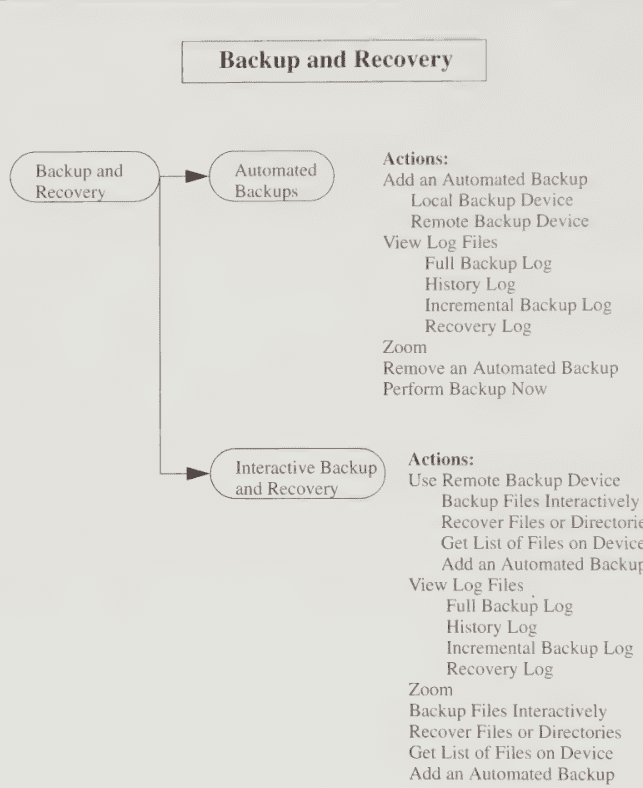 Backup and Recovery
Backup and
Recovery
Automated
Backups
Actions:
Add an Automated Backup
Local Backup Device
Remote Backup Device
View Log Files
Full Backup Log
History Log
Incremental Backup Log
Recovery Log
Zoom
Remove an Automated Backup
Perform Backup Now
Interactive Backup
and Recovery
Actions:
Use Remote Backup Device
Backup Files Interactively
Recover Files or Directorie
Get List of Files on Device
Add an Automated Backup
View Log Files
Full Backup Log
History Log
Incremental Backup Log
Recovery Log
Zoom
Backup Files Interactively
Recover Files or Directories
Get List of Files on Device
Add an Automated Backup